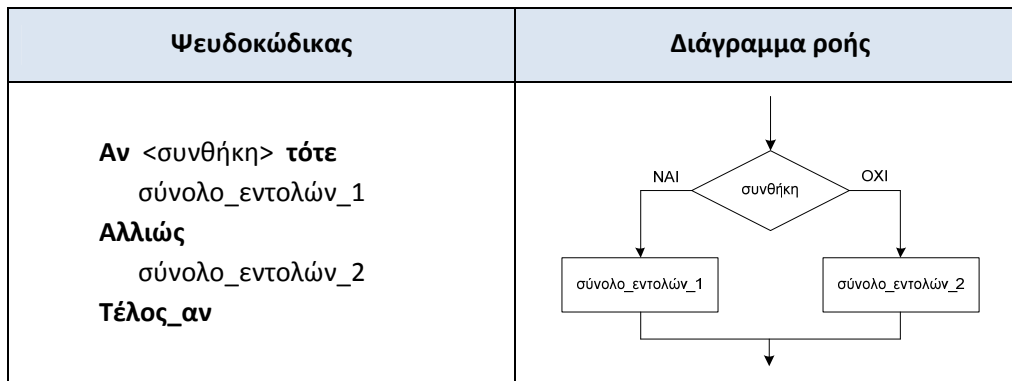 Ψευδοκώδικας
Διάγραμμα ροής
Αν <συνθήκη> τότε
σύνολο_εντολών_1
Αλλιώς
σύνολο_εντολών_2
Τέλος_αν
ΝΑΙ
συνθήκη
ΟΧΙ
σύνολο_εντολών_1
σύνολο_εντολών_2